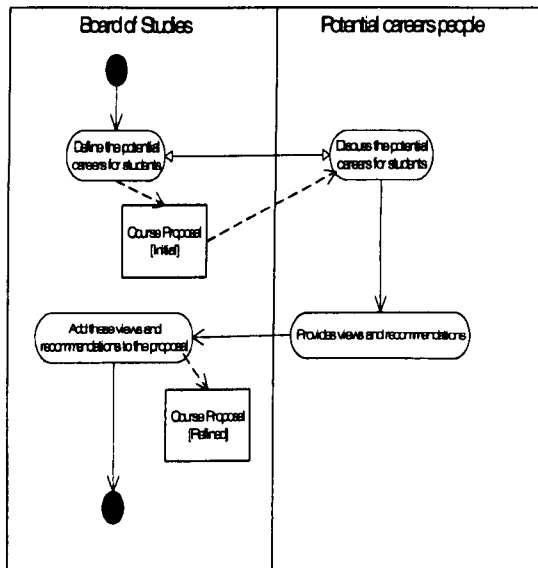 Board of Studies
Potential careers people
Define the potential
careers for students
Discuss the potential
careers for students
Course Proposal
[Initial]
Add these views and
recommendations to the proposal
Provides views and recommendations
Course Proposal
[Refined]